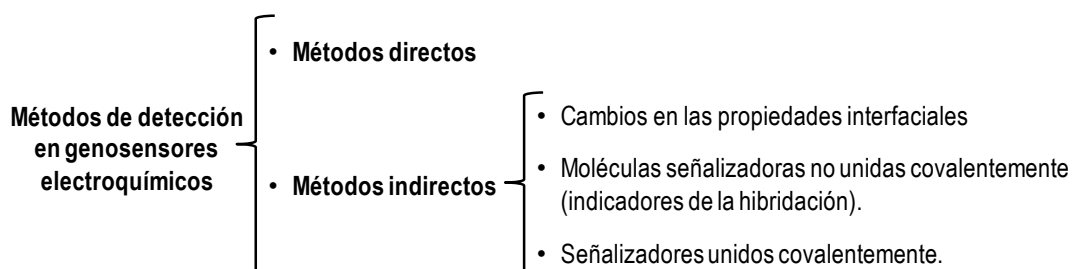 • Métodos directos
Métodos de detección
en genosensores
electroquímicos
• Métodos indirectos
• Cambios en las propiedades interfaciales
• Moléculas señalizadoras no unidas covalentemente
(indicadores de la hibridación).
• Señalizadores unidos covalentemente.